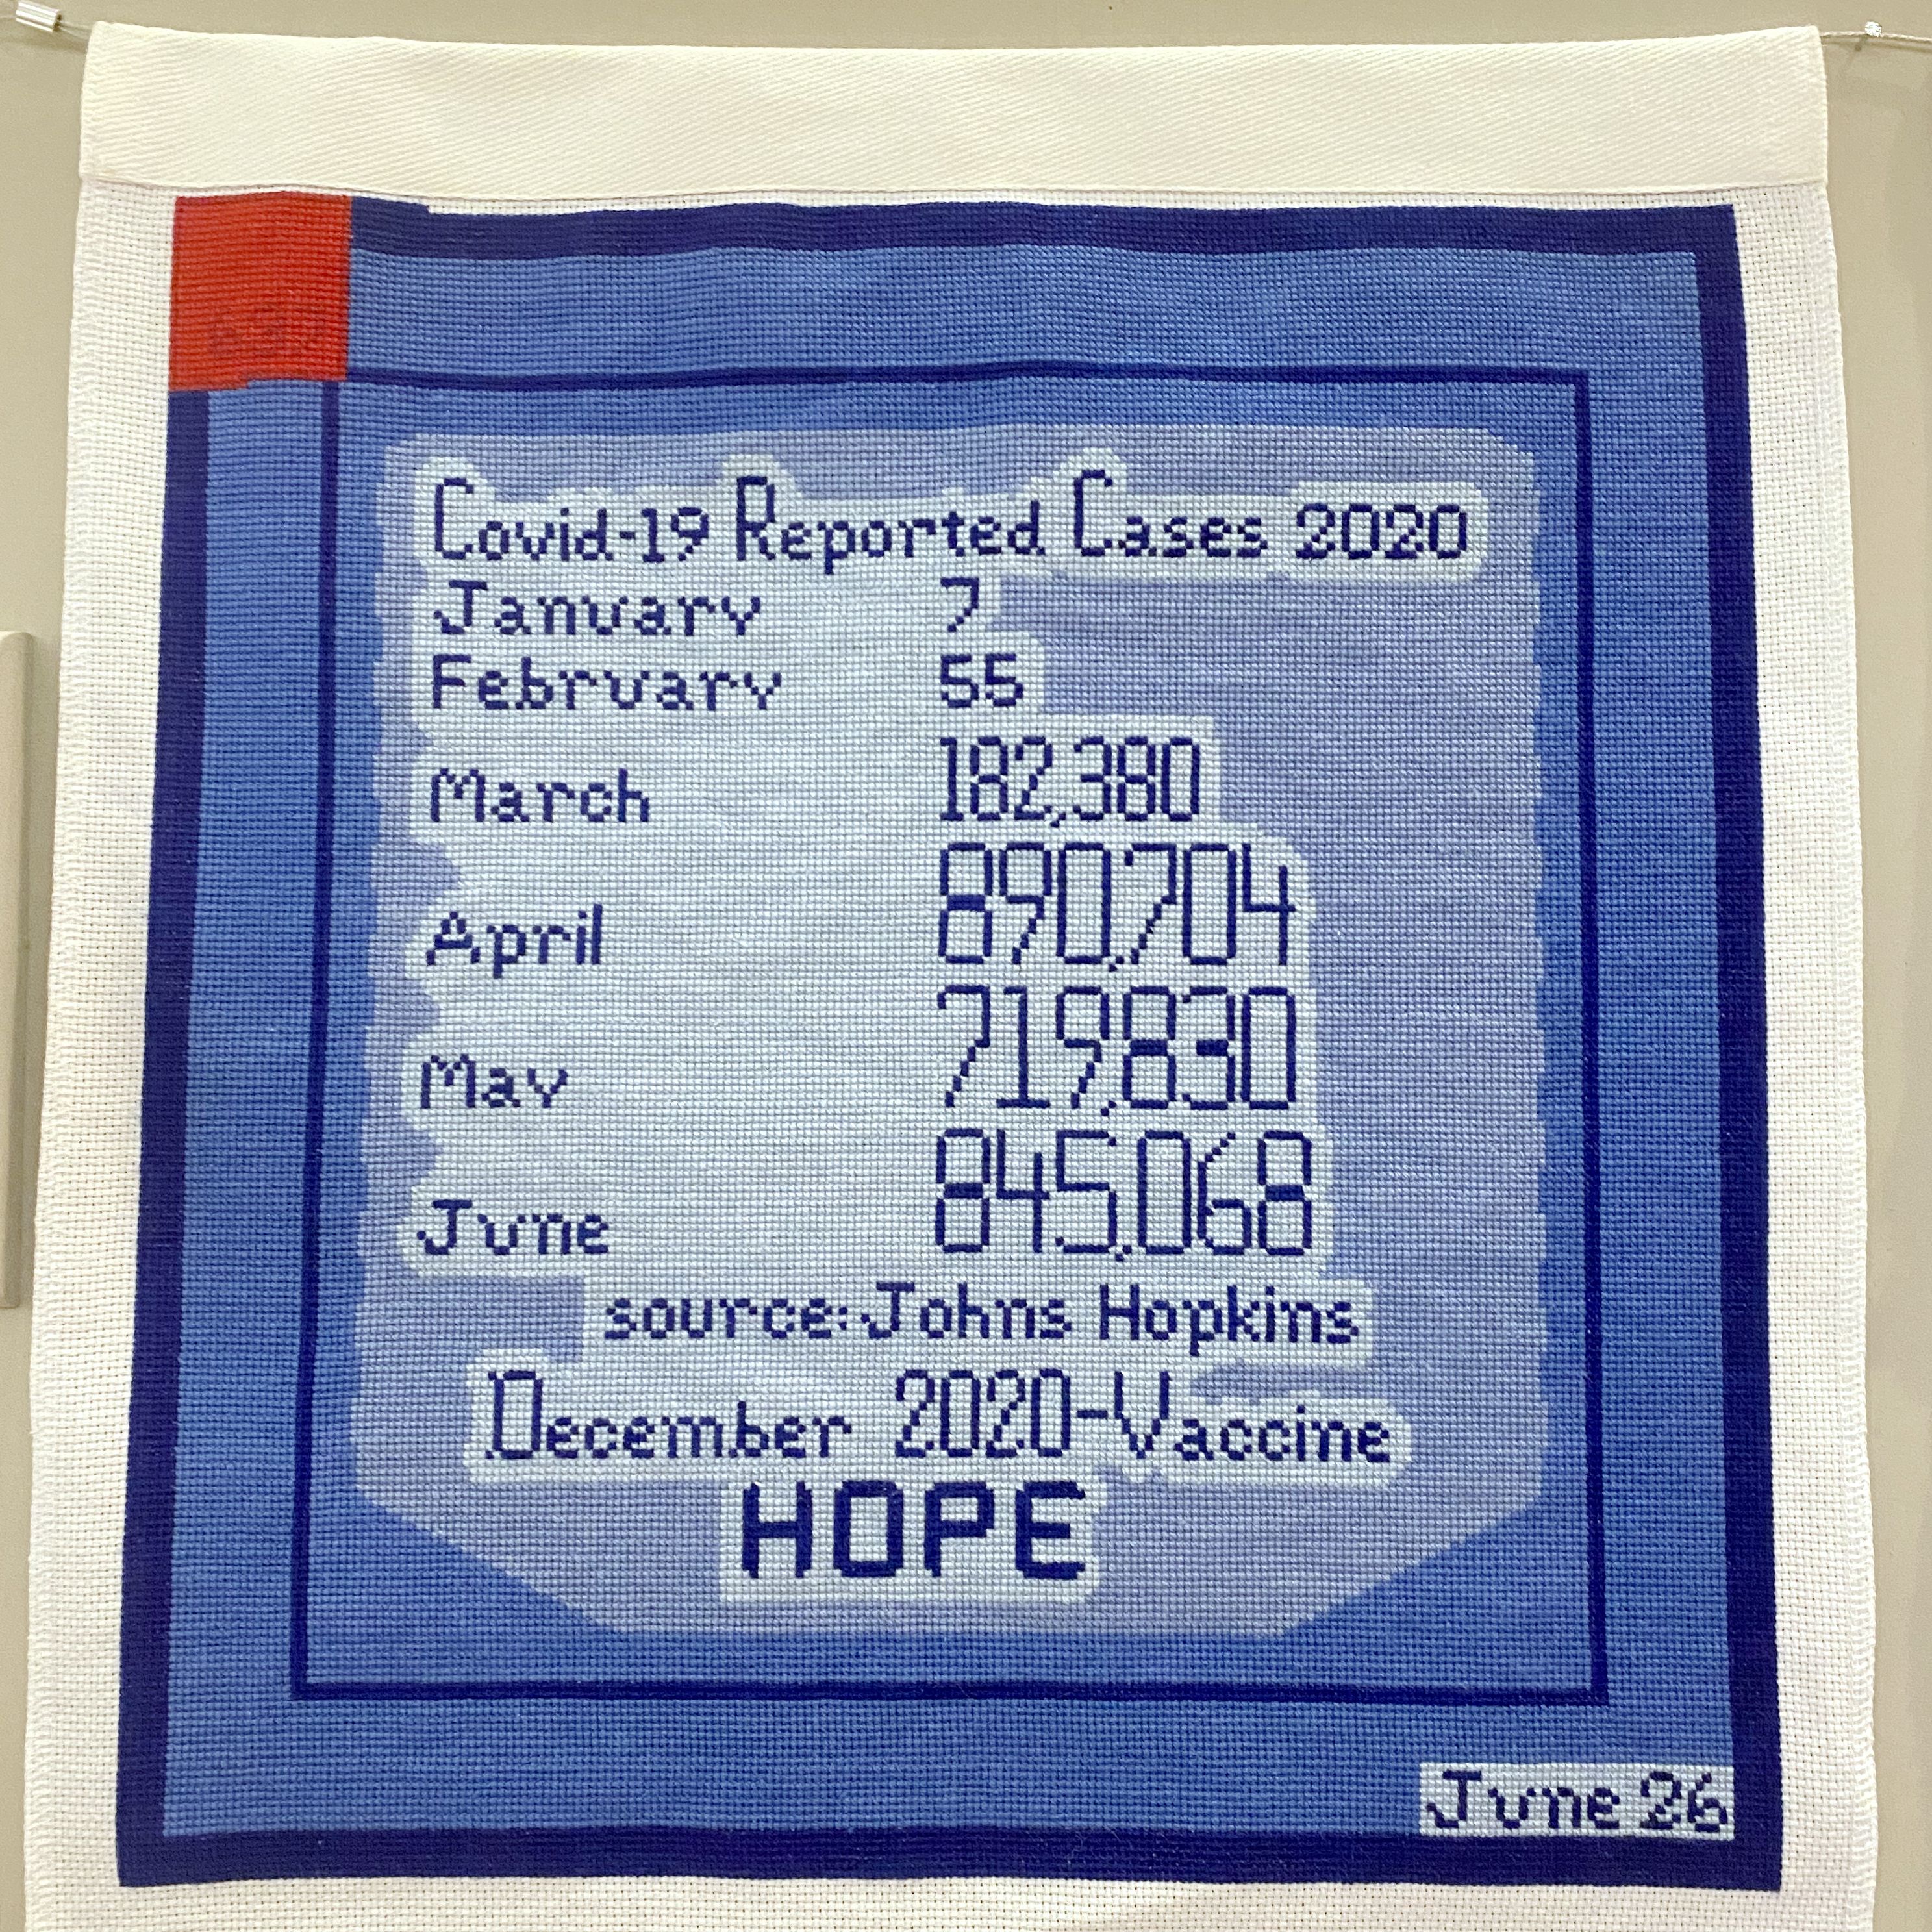 Covid-19 Reported Cases 2020
January 7
February 55
March 182,380
April 890,704
May 719,830
June 845,068
source: Johns Hopkins
December 2020-Vaccine
HOPE
June 26